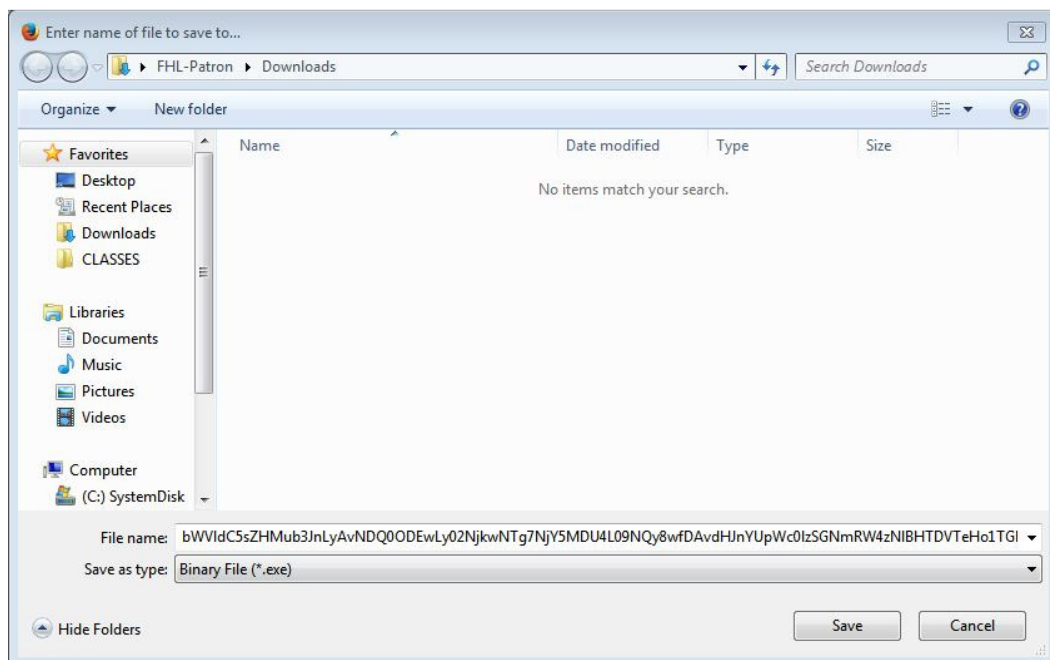 Enter name of file to save to...
FHL-Patron Downloads
Search Downloads
Organize New folder
Name Date modified Type Size
No items match your search.
Favorites
Desktop
Recent Places
Downloads
CLASSES
Libraries
Documents
Music
Pictures
Videos
Computer
(C:) SystemDisk
File name:
Save as type: Binary File (*.exe)
Hide Folders
Save Cancel